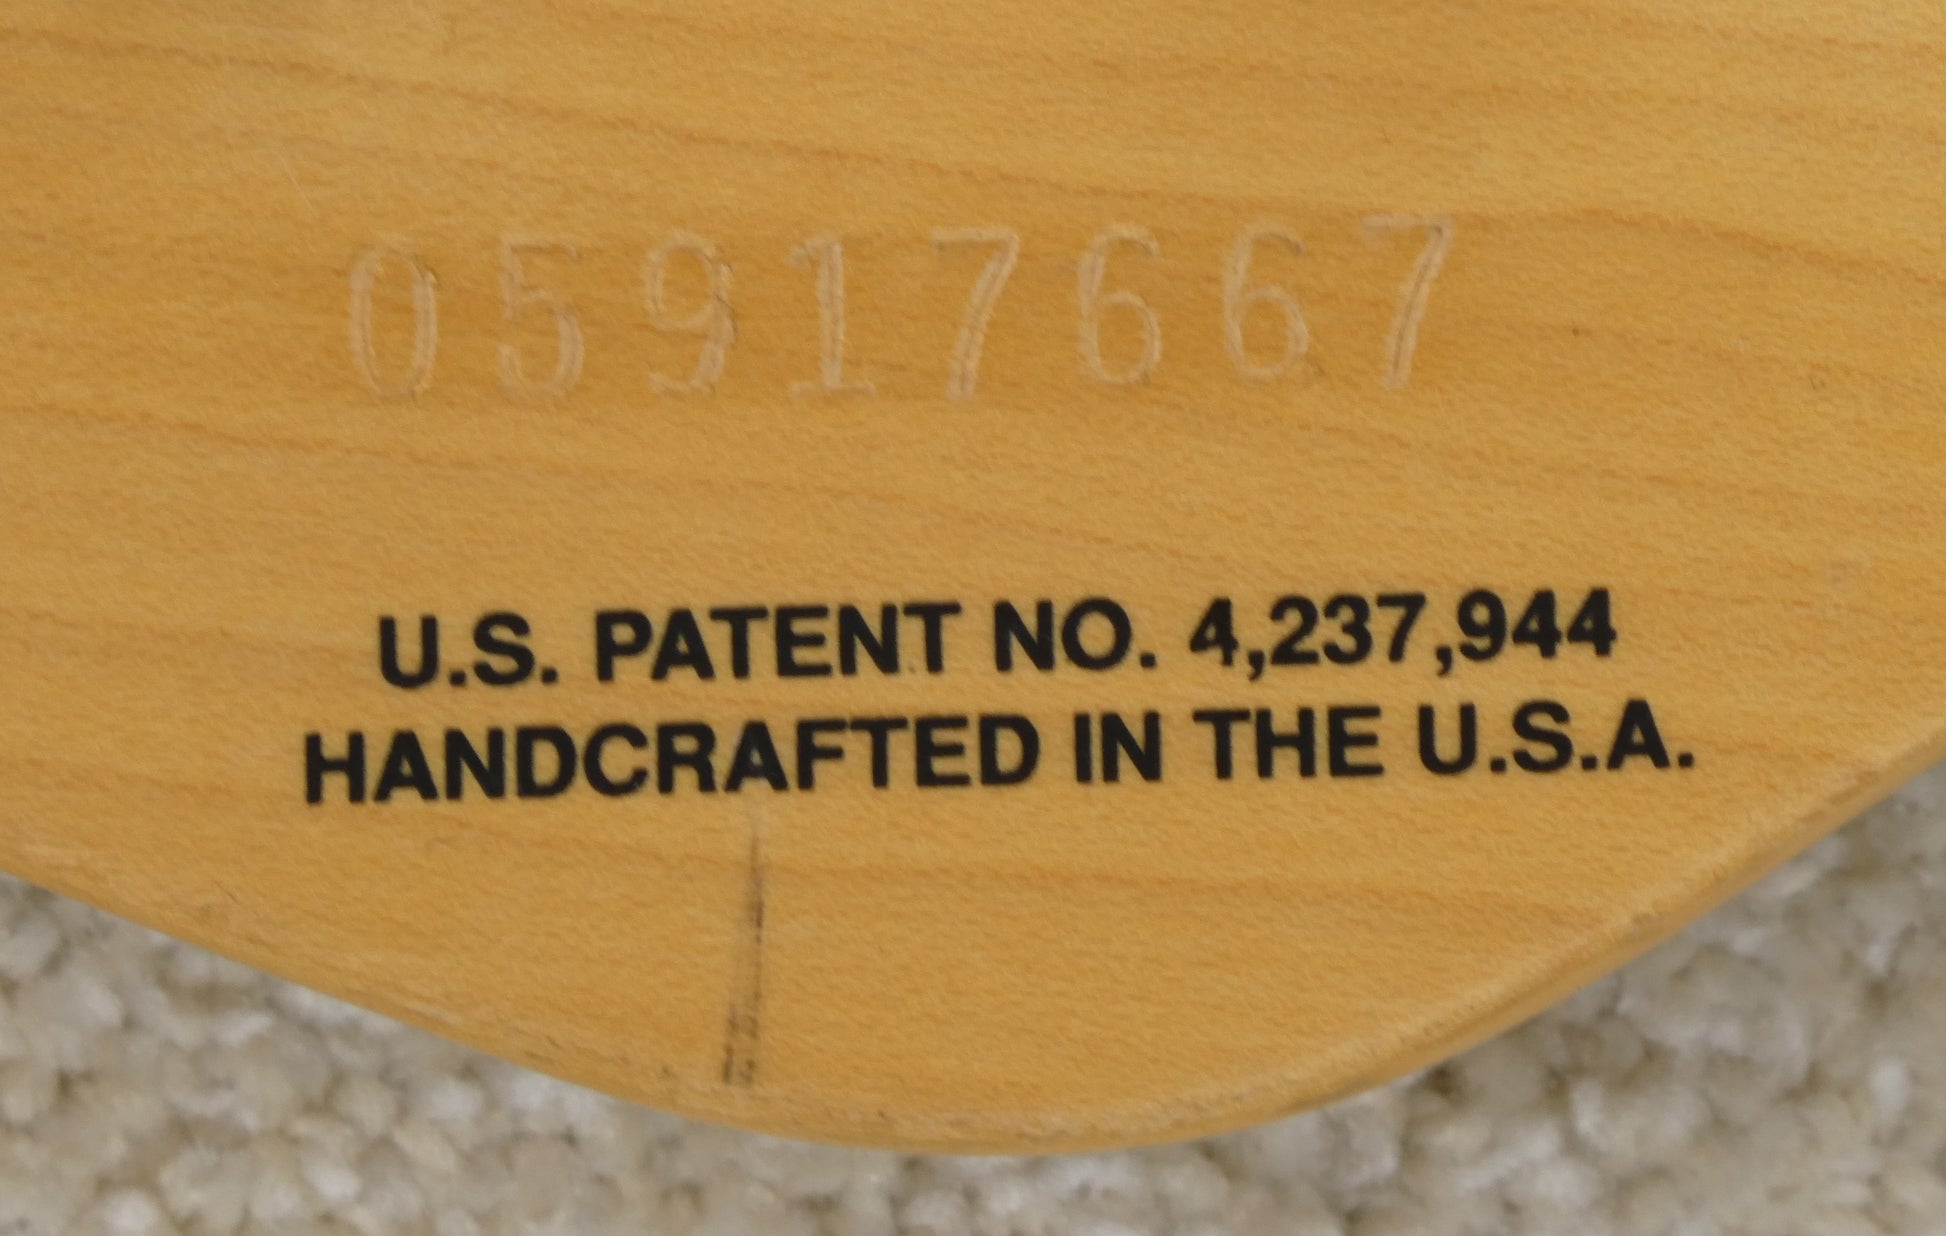 05917667
U.S. PATENT NO. 4,237,944
HANDCRAFTED IN THE U.S.A.